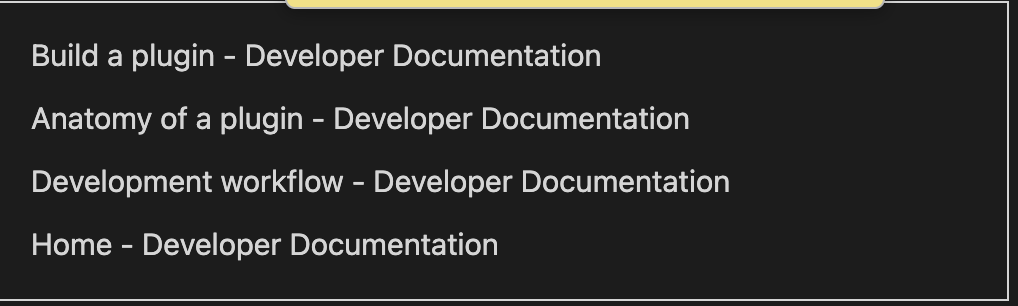 Build a plugin - Developer Documentation
Anatomy of a plugin - Developer Documentation
Development workflow - Developer Documentation
Home - Developer Documentation